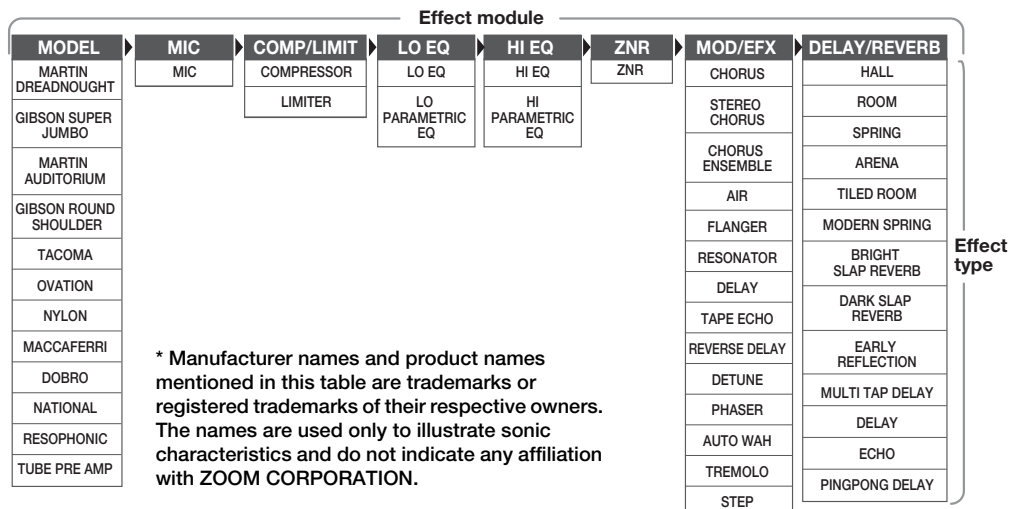 Effect module
MODEL
MIC
COMP/LIMIT
LO EQ
HI EQ
ZNR
MOD/EFX
DELAY/REVERB
MARTIN
DREADNOUGHT
GIBSON SUPER
JUMBO
MARTIN
AUDITORIUM
GIBSON ROUND
SHOULDER
TACOMA
OVATION
NYLON
MACCAFERRI
DOBRO
NATIONAL
RESOPHONIC
TUBE PRE AMP
MIC
COMPRESSOR
LIMITER
LO EQ
LO
PARAMETRIC
EQ
HI EQ
HI
PARAMETRIC
EQ
ZNR
CHORUS
STEREO
CHORUS
CHORUS
ENSEMBLE
AIR
FLANGER
RESONATOR
DELAY
TAPE ECHO
REVERSE DELAY
DETUNE
PHASER
AUTO WAH
TREMOLO
STEP
HALL
ROOM
SPRING
ARENA
TILED ROOM
MODERN SPRING
BRIGHT
SLAP REVERB
DARK SLAP
REVERB
EARLY
REFLECTION
MULTI TAP DELAY
DELAY
ECHO
PINGPONG DELAY
Effect
type
* Manufacturer names and product names
mentioned in this table are trademarks or
registered trademarks of their respective owners.
The names are used only to illustrate sonic
characteristics and do not indicate any affiliation
with ZOOM CORPORATION.